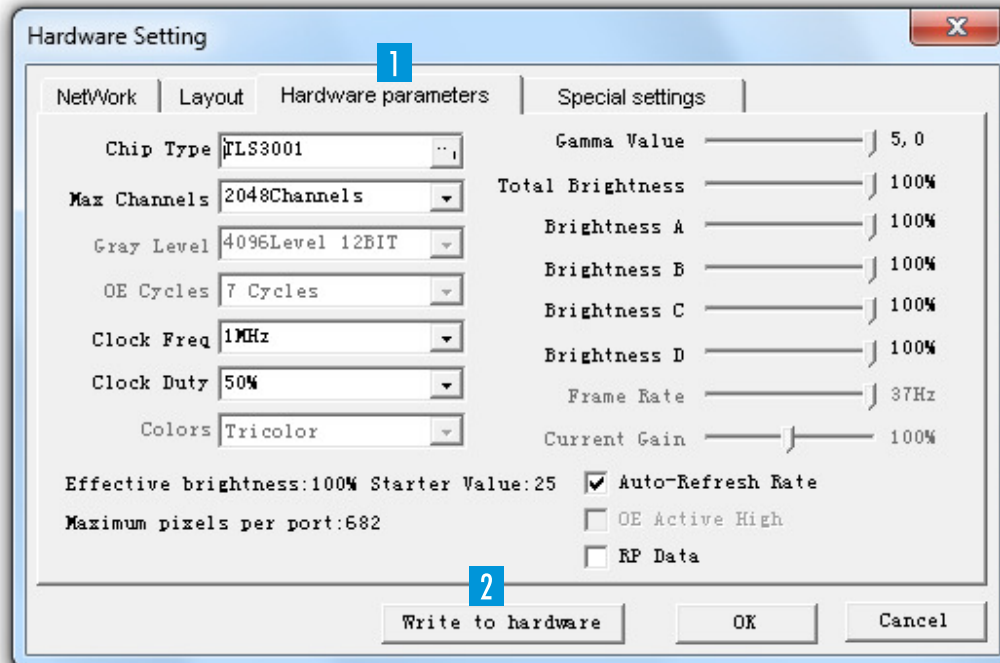 Hardware Setting
1
NetWork Layout Hardware parameters Special settings
Chip Type TLS3001
Max Channels 2048Channels
Gray Level 4096Level 12BIT
OE Cycles 7 Cycles
Clock Freq 1MHz
Clock Duty 50%
Colors Tricolor
Gamma Value 5,0
Total Brightness 100%
Brightness A 100%
Brightness B 100%
Brightness C 100%
Brightness D 100%
Frame Rate 37Hz
Current Gain 100%
Effective brightness:100% Starter Value:25
Maximum pixels per port:682
Auto-Refresh Rate
OE Active High
RP Data
2
Write to hardware OK Cancel